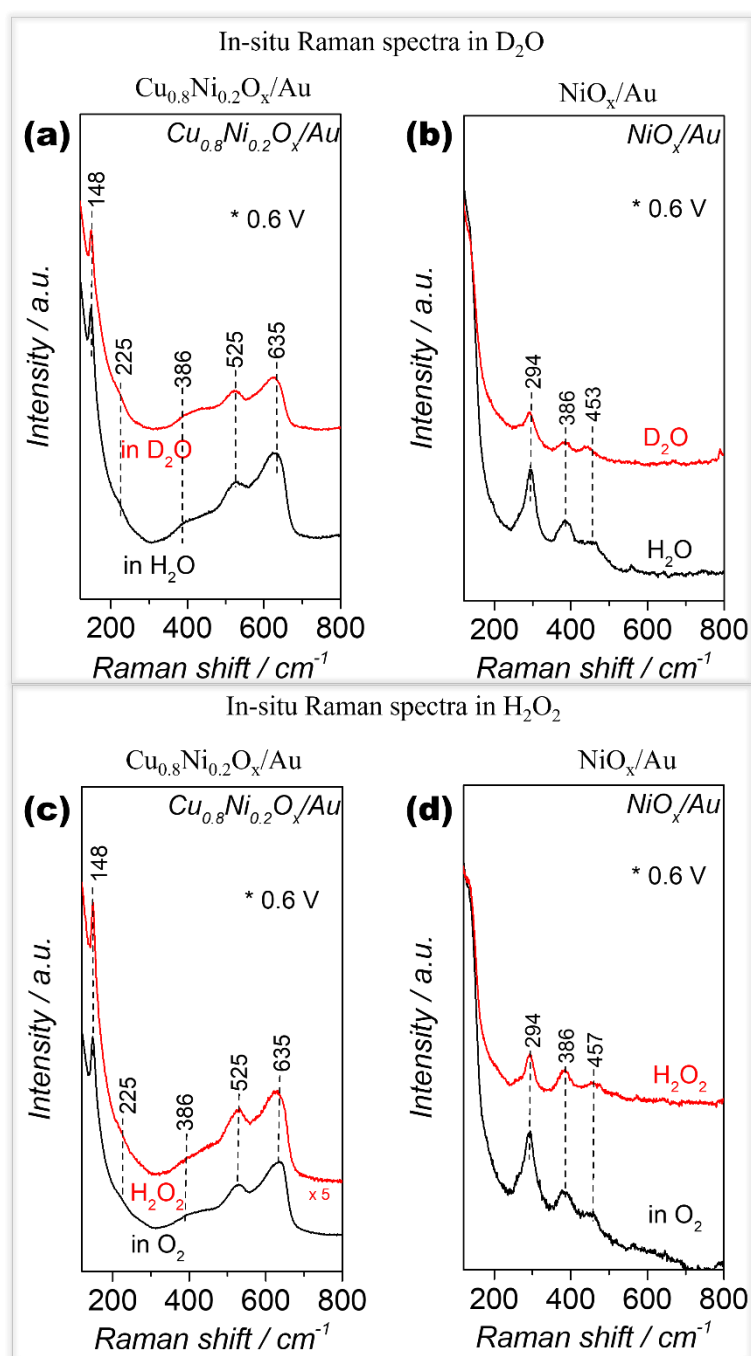 In-situ Raman spectra in D₂O
Cu₀.₈Ni₀.₂Oₓ/Au
NiOₓ/Au
(a)
Cu₀.₈Ni₀.₂Oₓ/Au
* 0.6 V
148
225
386
525
635
in D₂O
in H₂O
Intensity / a.u.
200 400 600 800
Raman shift / cm⁻¹
(b)
NiOₓ/Au
* 0.6 V
294
386
453
D₂O
H₂O
Intensity / a.u.
200 400 600 800
Raman shift / cm⁻¹
In-situ Raman spectra in H₂O₂
Cu₀.₈Ni₀.₂Oₓ/Au
NiOₓ/Au
(c)
Cu₀.₈Ni₀.₂Oₓ/Au
* 0.6 V
148
225
386
525
635
H₂O₂
x 5
in O₂
Intensity / a.u.
200 400 600 800
Raman shift / cm⁻¹
(d)
NiOₓ/Au
* 0.6 V
294
386
457
H₂O₂
in O₂
Intensity / a.u.
200 400 600 800
Raman shift / cm⁻¹